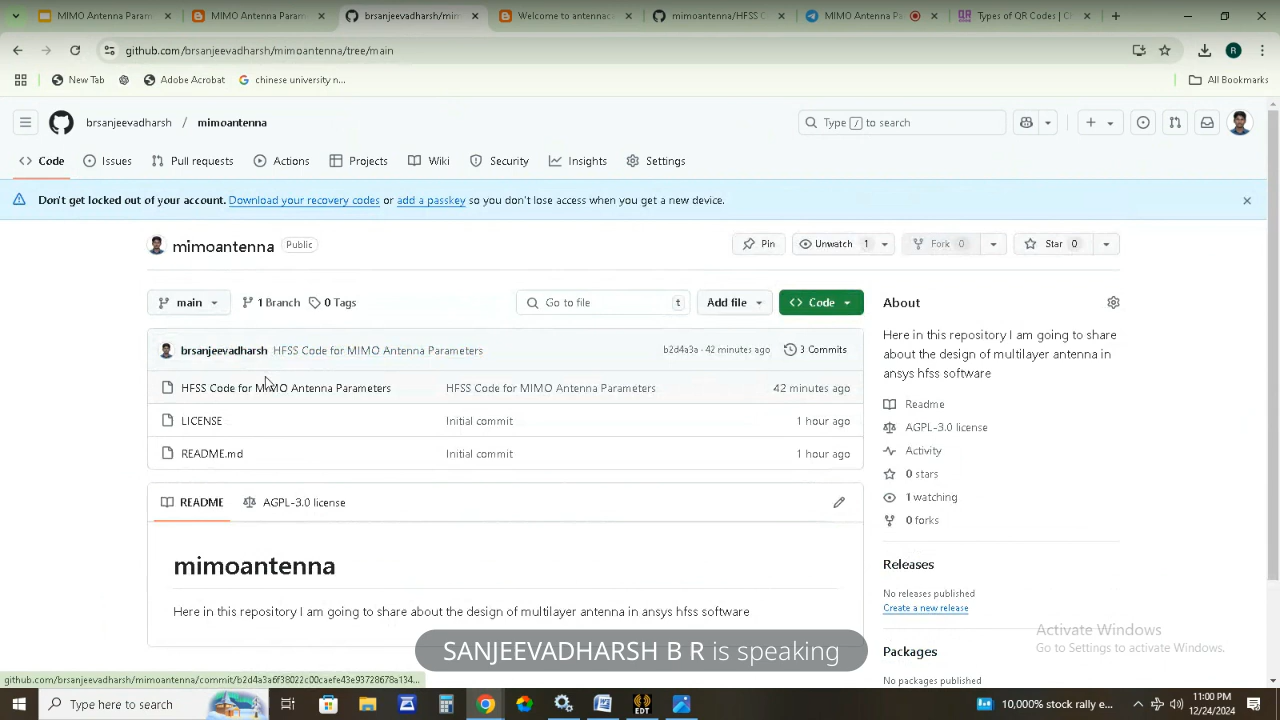 MIMO Antenna Param
MIMO Antenna Param
brsanjeevadharsh/mim
Welcome to antennaca
mimoantenna/HFSS C
MIMO Antenna Pa
Types of QR Codes | C
github.com/brsanjeevadharsh/mimoantenna/tree/main
R
New Tab
Adobe Acrobat
chinese university n...
All Bookmarks
brsanjeevadharsh / mimoantenna
Type / to search
Code
Issues
Pull requests
Actions
Projects
Wiki
Security
Insights
Settings
Don't get locked out of your account. Download your recovery codes or add a passkey so you don't lose access when you get a new device.
mimoantenna Public
Pin
Unwatch 1
Fork 0
Star 0
main
1 Branch
0 Tags
Go to file t
Add file
Code
brsanjeevadharsh HFSS Code for MIMO Antenna Parameters
b2d4a3a · 42 minutes ago
3 Commits
HFSS Code for MIMO Antenna Parameters
HFSS Code for MIMO Antenna Parameters
42 minutes ago
LICENSE
Initial commit
1 hour ago
README.md
Initial commit
1 hour ago
README
AGPL-3.0 license
mimoantenna
Here in this repository I am going to share about the design of multilayer antenna in ansys hfss software
About
Here in this repository I am going to share
about the design of multilayer antenna in
ansys hfss software
Readme
AGPL-3.0 license
Activity
0 stars
1 watching
0 forks
Releases
No releases published
Create a new release
Packages
No packages published
SANJEEVADHARSH B R is speaking
Activate Windows
Go to Settings to activate Windows.
Type here to search
EDT
10,000% stock rally e...
11:00 PM
12/24/2024